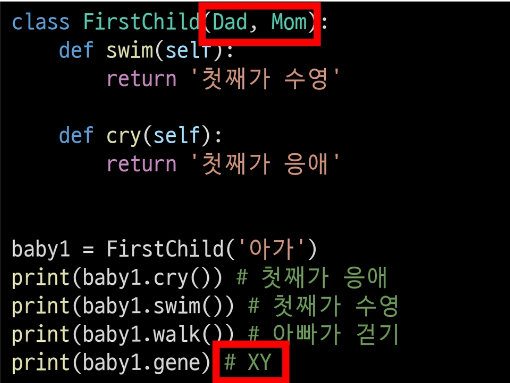 class FirstChild(Dad, Mom):
    def swim(self):
        return '첫째가 수영'
    def cry(self):
        return '첫째가 응애'
baby1 = FirstChild('아가')
print(baby1.cry()) # 첫째가 응애
print(baby1.swim()) # 첫째가 수영
print(baby1.walk()) # 아빠가 걷기
print(baby1.gene) # XY